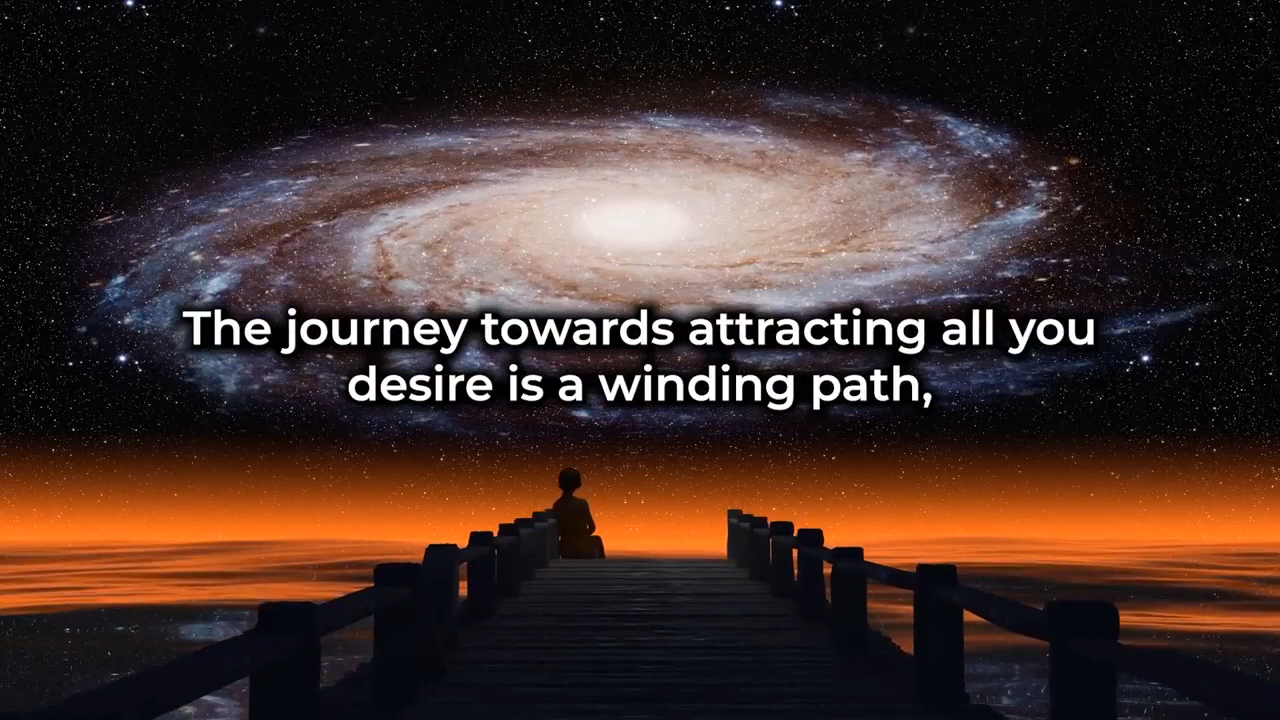 The journey towards attracting all you
desire is a winding path,